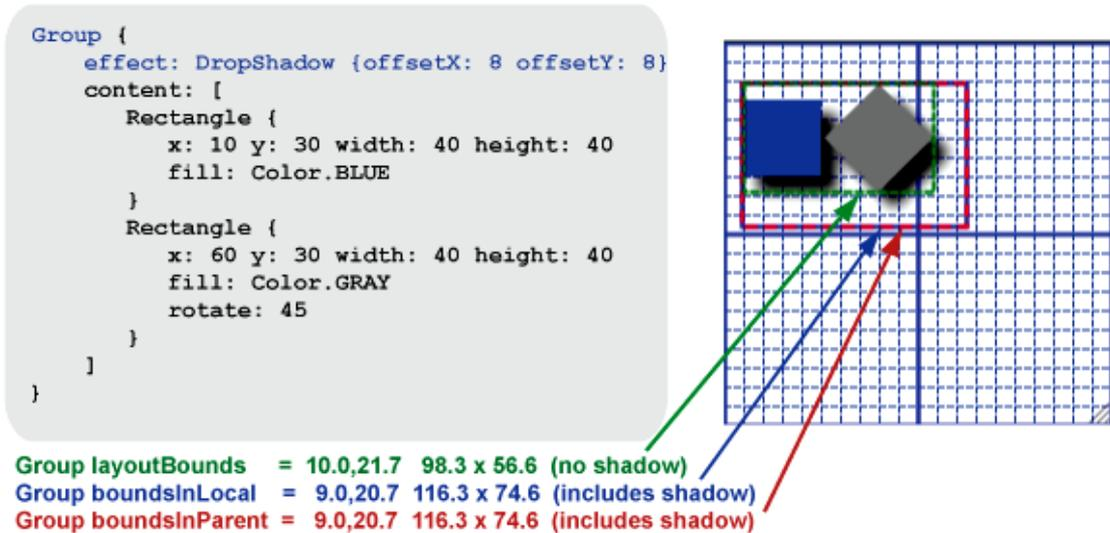 Group {
effect: DropShadow {offsetX: 8 offsetY: 8}
content: [
Rectangle {
x: 10 y: 30 width: 40 height: 40
fill: Color.BLUE
}
Rectangle {
x: 60 y: 30 width: 40 height: 40
fill: Color.GRAY
rotate: 45
}
]
}
Group layoutBounds = 10.0,21.7 98.3 x 56.6 (no shadow)
Group boundsInLocal = 9.0,20.7 116.3 x 74.6 (includes shadow)
Group boundsInParent = 9.0,20.7 116.3 x 74.6 (includes shadow)